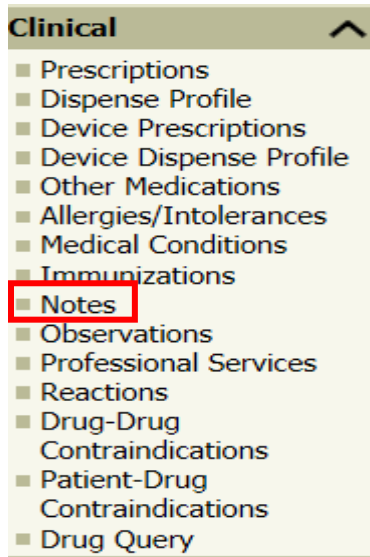 Clinical
Prescriptions
Dispense Profile
Device Prescriptions
Device Dispense Profile
Other Medications
Allergies/Intolerances
Medical Conditions
Immunizations
Notes
Observations
Professional Services
Reactions
Drug-Drug
Contraindications
Patient-Drug
Contraindications
Drug Query